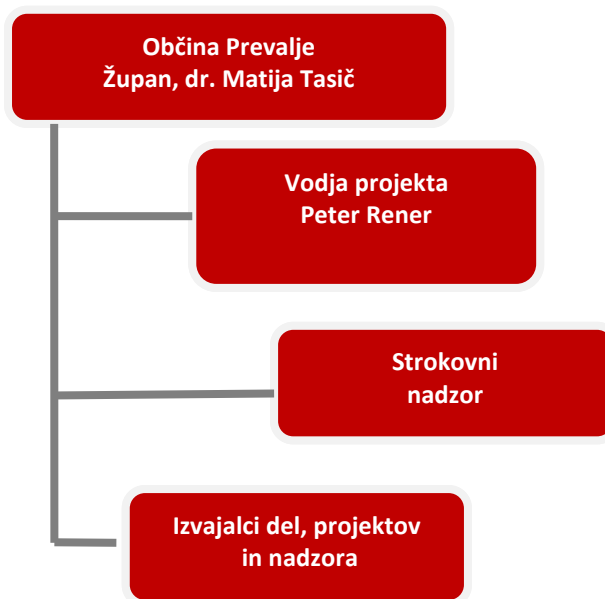 Občina Prevalje
Župan, dr. Matija Tasič
Vodja projekta
Peter Rener
Strokovni
nadzor
Izvajalci del, projektov
in nadzora